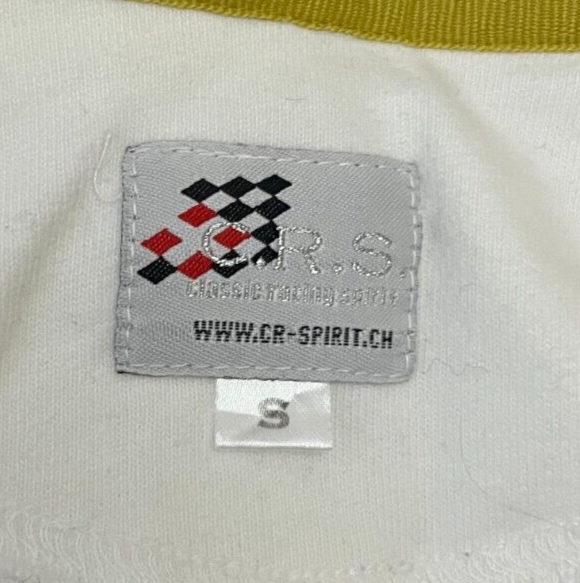 C.R.S.
classic racing spirit
WWW.CR-SPIRIT.CH
S